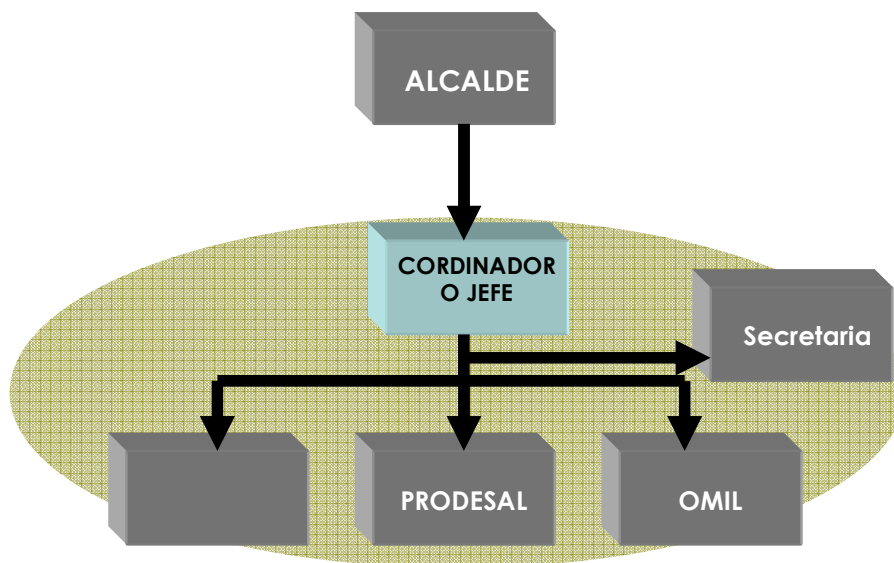 ALCALDE
CORDINADOR
O JEFE
Secretaria
PRODESAL
OMIL